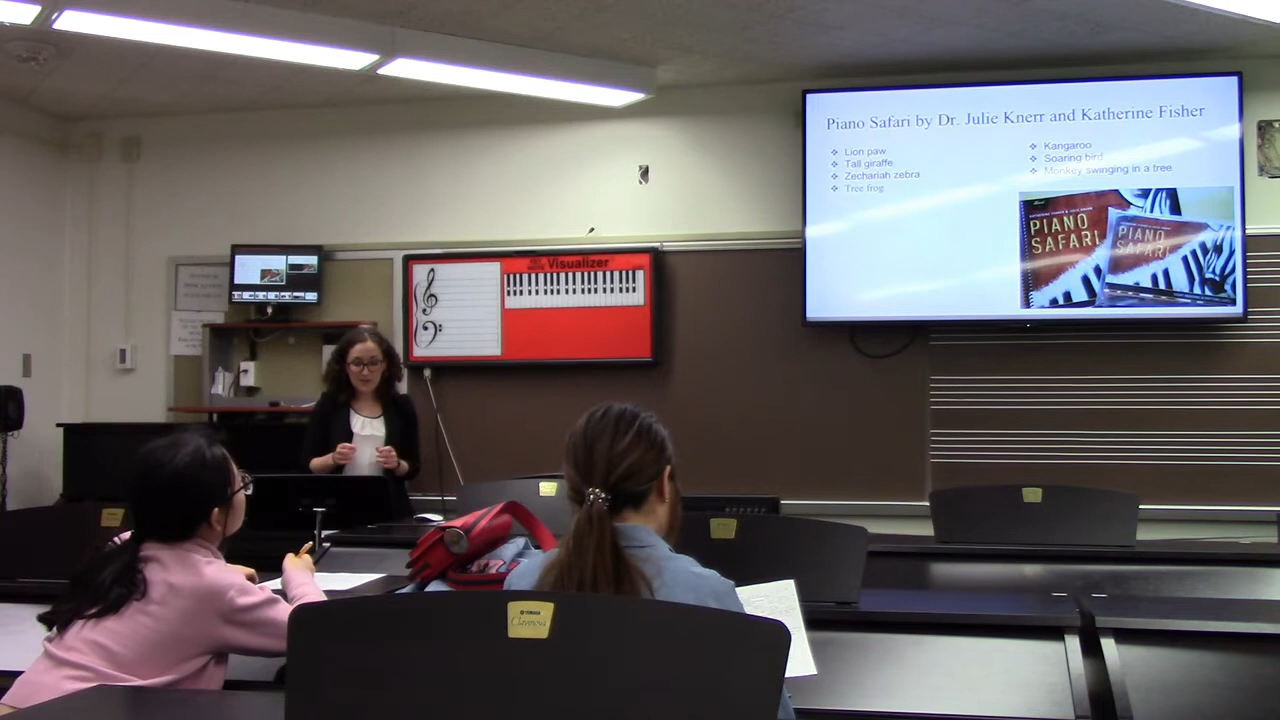 Piano Safari by Dr. Julie Knerr and Katherine Fisher
❖ Lion paw
❖ Tall giraffe
❖ Zechariah zebra
❖ Tree frog
❖ Kangaroo
❖ Soaring bird
❖ Monkey swinging in a tree
PIANO
SAFARI
PIANO
SAFARI
Visualizer
YAMAHA
Clavinova